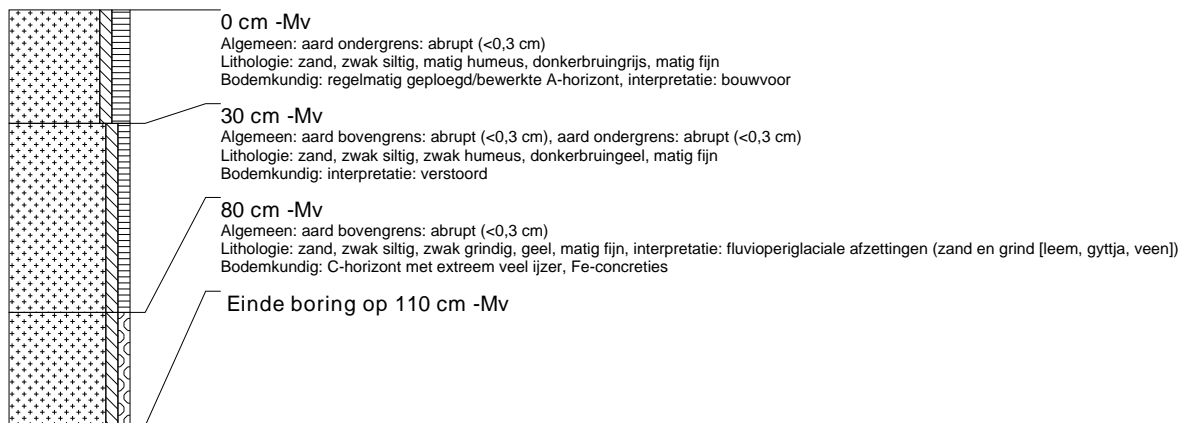 0 cm -Mv
Algemeen: aard ondergrens: abrupt (<0,3 cm)
Lithologie: zand, zwak siltig, matig humeus, donkerbruingrijs, matig fijn
Bodemkundig: regelmatig geploegd/bewerkte A-horizont, interpretatie: bouwvoor
30 cm -Mv
Algemeen: aard bovengrens: abrupt (<0,3 cm), aard ondergrens: abrupt (<0,3 cm)
Lithologie: zand, zwak siltig, zwak humeus, donkerbruingeel, matig fijn
Bodemkundig: interpretatie: verstoord
80 cm -Mv
Algemeen: aard bovengrens: abrupt (<0,3 cm)
Lithologie: zand, zwak siltig, zwak grindig, geel, matig fijn, interpretatie: fluvioperiglaciale afzettingen (zand en grind [leem, gyttja, veen])
Bodemkundig: C-horizont met extreem veel ijzer, Fe-concreties
Einde boring op 110 cm -Mv